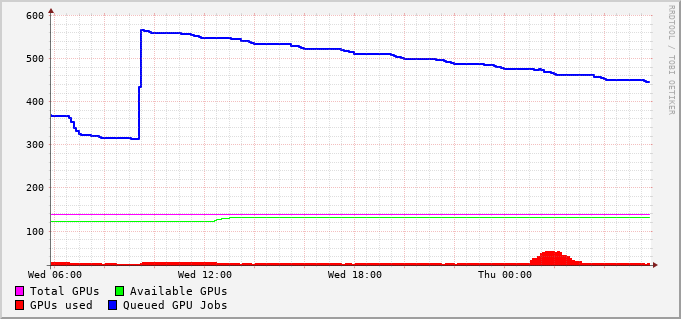 600
500
400
300
200
100
Wed 06:00 Wed 12:00 Wed 18:00 Thu 00:00
Total GPUs Available GPUs
GPUs used Queued GPU Jobs
RRDTOOL / TOBI OETIKER